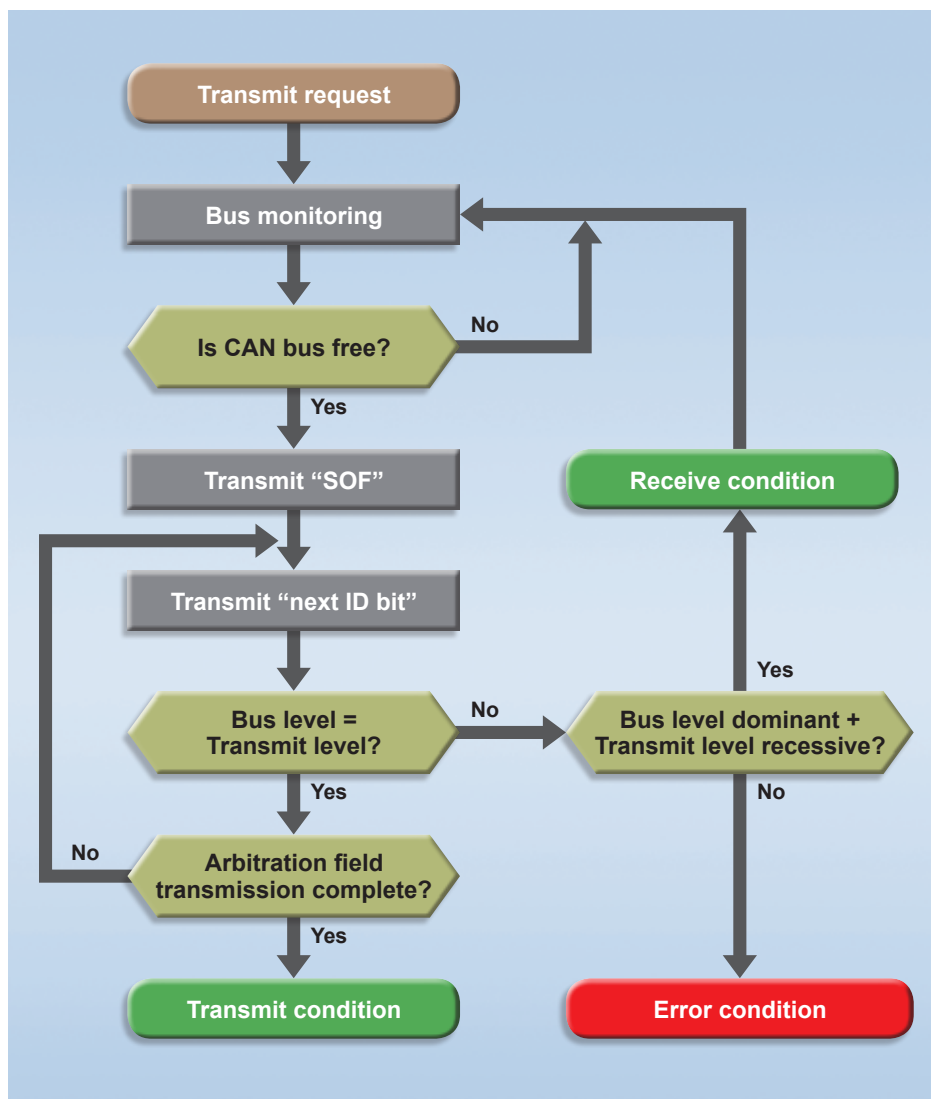 Transmit request
Bus monitoring
Is CAN bus free?
No
Yes
Transmit “SOF”
Receive condition
Transmit “next ID bit”
Yes
Bus level =
Transmit level?
No
Bus level dominant +
Transmit level recessive?
Yes
No
No
Arbitration field
transmission complete?
Yes
Transmit condition
Error condition